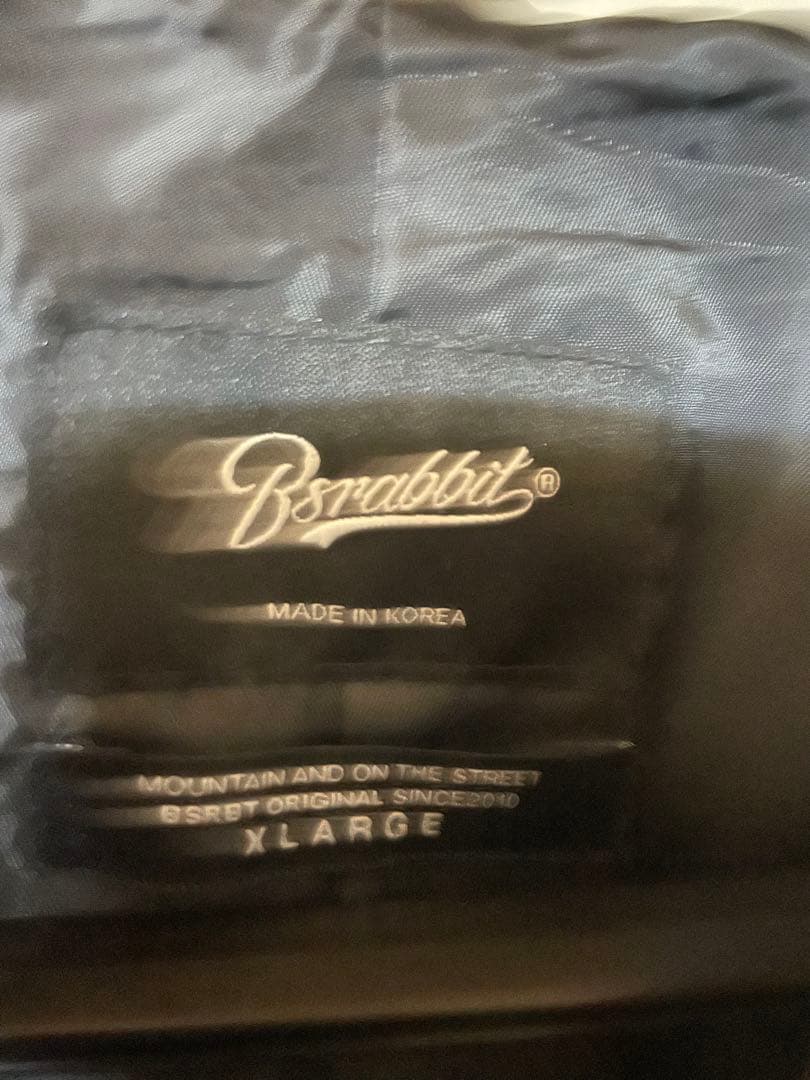 Bsrabbit®
MADE IN KOREA
MOUNTAIN AND ON THE STREET
BSRBT ORIGINAL SINCE2010
XLARGE